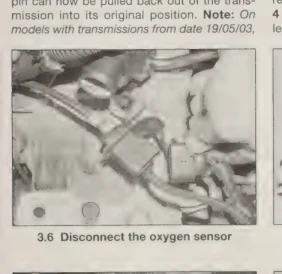 pin can now be pulled back out of the trans-
mission into its original position. Note: On
models with transmissions from date 19/05/03,
4
3.6 Disconnect the oxygen sensor